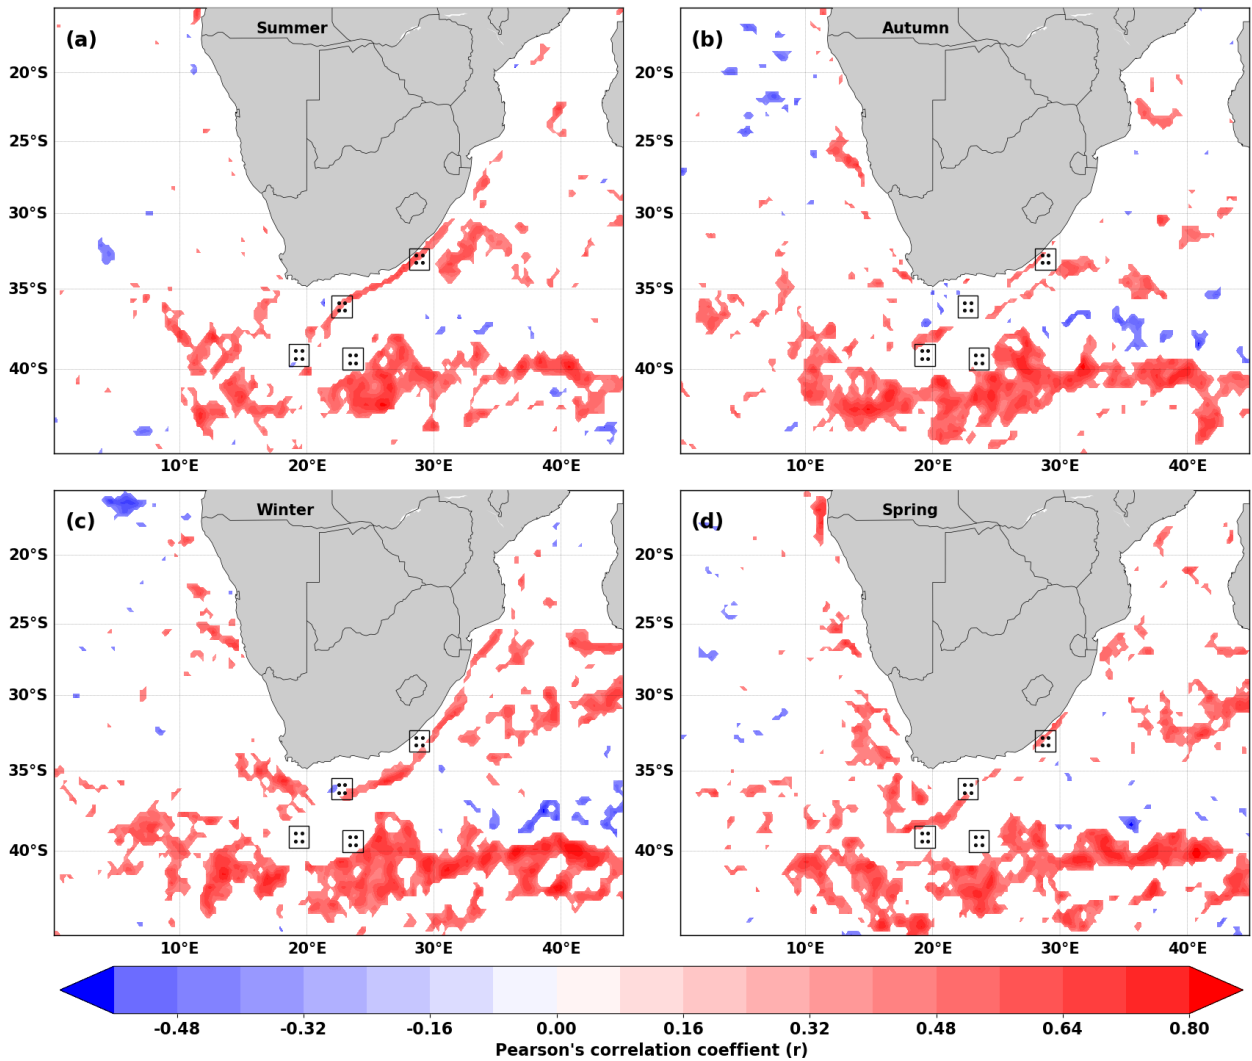 (a) Summer
(b) Autumn
20°S
20°S
25°S
25°S
30°S
30°S
35°S
35°S
40°S
40°S
10°E 20°E 30°E 40°E
10°E 20°E 30°E 40°E
(c) Winter
(d) Spring
20°S
20°S
25°S
25°S
30°S
30°S
35°S
35°S
40°S
40°S
10°E 20°E 30°E 40°E
10°E 20°E 30°E 40°E
-0.48 -0.32 -0.16 0.00 0.16 0.32 0.48 0.64 0.80
Pearson's correlation coeffient (r)